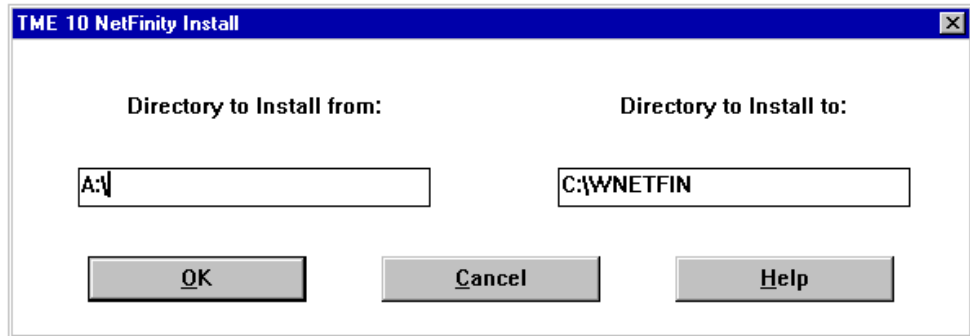 TME 10 NetFinity Install
Directory to Install from: Directory to Install to:
A:\ C:\WNETFIN
OK Cancel Help